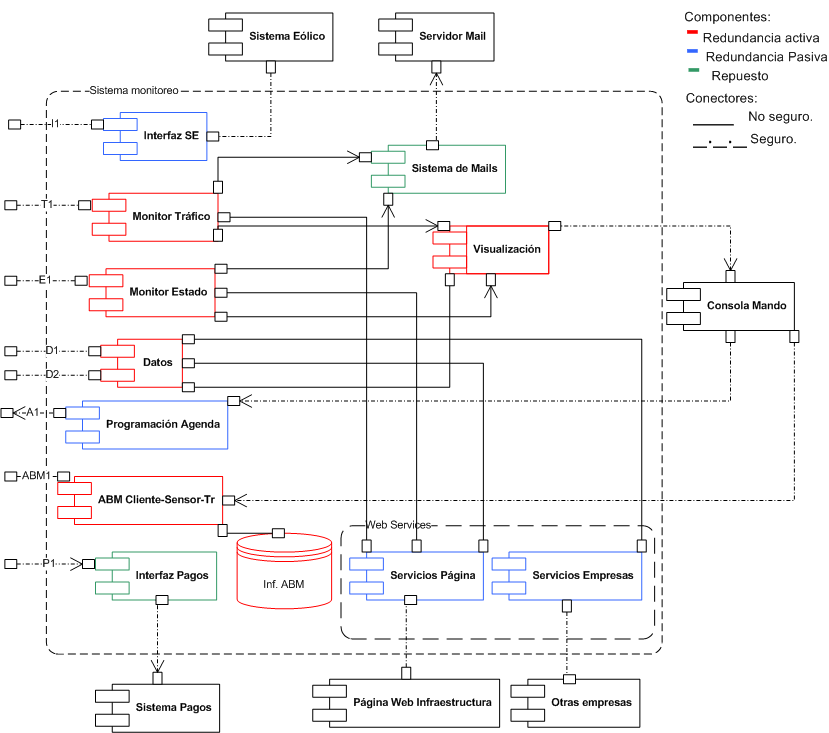 Componentes:
Redundancia activa
Redundancia Pasiva
Repuesto
Conectores:
No seguro.
Seguro.
Sistema Eólico
Servidor Mail
Sistema monitoreo
I1
Interfaz SE
Sistema de Mails
T1
Monitor Tráfico
Visualización
E1
Monitor Estado
Consola Mando
D1
Datos
D2
A1
Programación Agenda
ABM1
ABM Cliente-Sensor-Tr
Web Services
P1
Interfaz Pagos
Inf. ABM
Servicios Página
Servicios Empresas
Sistema Pagos
Página Web Infraestructura
Otras empresas